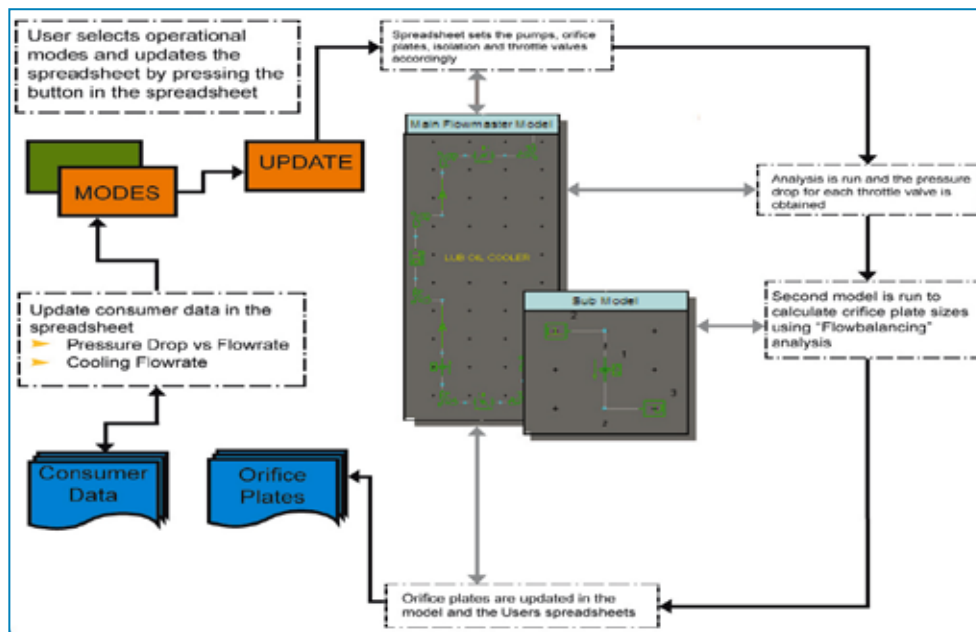 User selects operational
modes and updates the
spreadsheet by pressing the
button in the spreadsheet
Spreadsheet sets the pumps, orifice
plates, isolation and throttle valves
accordingly
Main Flowmaster Model
UPDATE
MODES
Analysis is run and the pressure
drop for each throttle valve is
obtained
LUB OIL COOLER
Update consumer data in the
spreadsheet
Pressure Drop vs Flowrate
Cooling Flowrate
Sub Model
2
1
3
Second model is run to
calculate orifice plate sizes
using "Flowbalancing"
analysis
Consumer
Data
Orifice
Plates
Orifice plates are updated in the
model and the Users spreadsheets